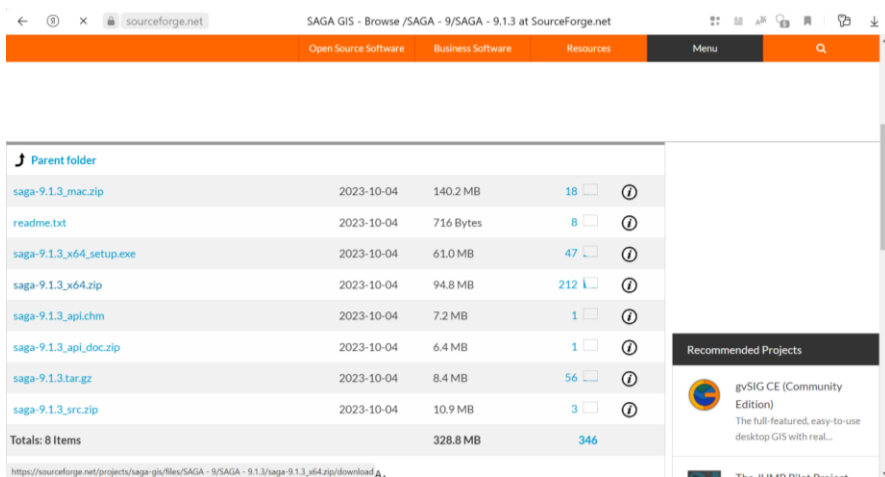 sourceforge.net SAGA GIS - Browse /SAGA - 9/SAGA - 9.1.3 at SourceForge.net
Open Source Software Business Software Resources Menu
Parent folder
saga-9.1.3_mac.zip 2023-10-04 140.2 MB 18
readme.txt 2023-10-04 716 Bytes 8
saga-9.1.3_x64_setup.exe 2023-10-04 61.0 MB 47
saga-9.1.3_x64.zip 2023-10-04 94.8 MB 212
saga-9.1.3_api.chm 2023-10-04 7.2 MB 1
saga-9.1.3_api_doc.zip 2023-10-04 6.4 MB 1
saga-9.1.3.tar.gz 2023-10-04 8.4 MB 56
saga-9.1.3_src.zip 2023-10-04 10.9 MB 3
Totals: 8 Items 328.8 MB 346
Recommended Projects
gvSIG CE (Community
Edition)
The full-featured, easy-to-use
desktop GIS with real...
https://sourceforge.net/projects/saga-gis/files/SAGA - 9/SAGA - 9.1.3/saga-9.1.3_x64.zip/download